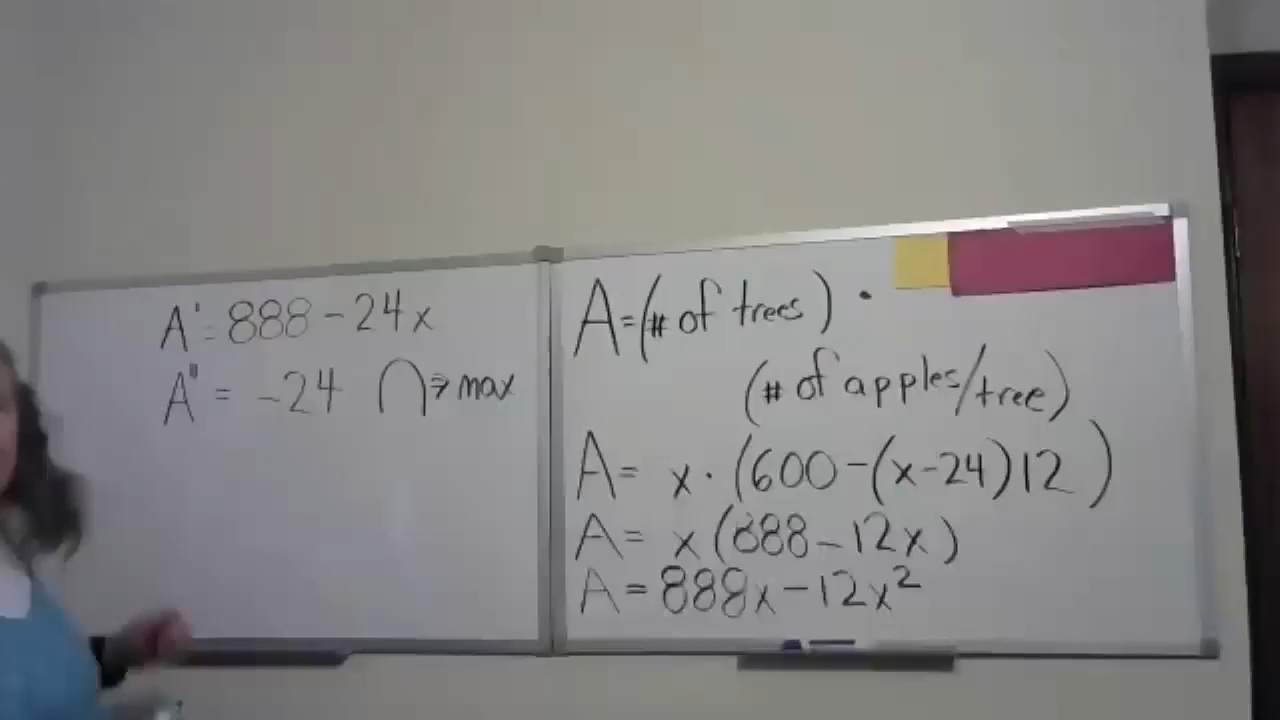 A' = 888 - 24x
A'' = -24 ∩ ⇒ max
A = (# of trees) ·
(# of apples/tree)
A = x · (600 - (x - 24)12)
A = x(888 - 12x)
A = 888x - 12x²